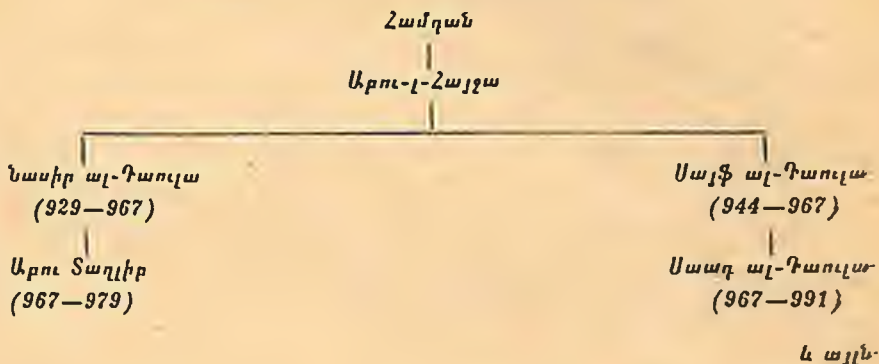 Համդան
Աբու-լ-Հայջա
Նասիր ալ-Դաուլա
(929—967)
Աբու Տաղլիբ
(967—979)
Սայֆ ալ-Դաուլա
(944—967)
Սաադ ալ-Դաուլա
(967—991)
և այլն.